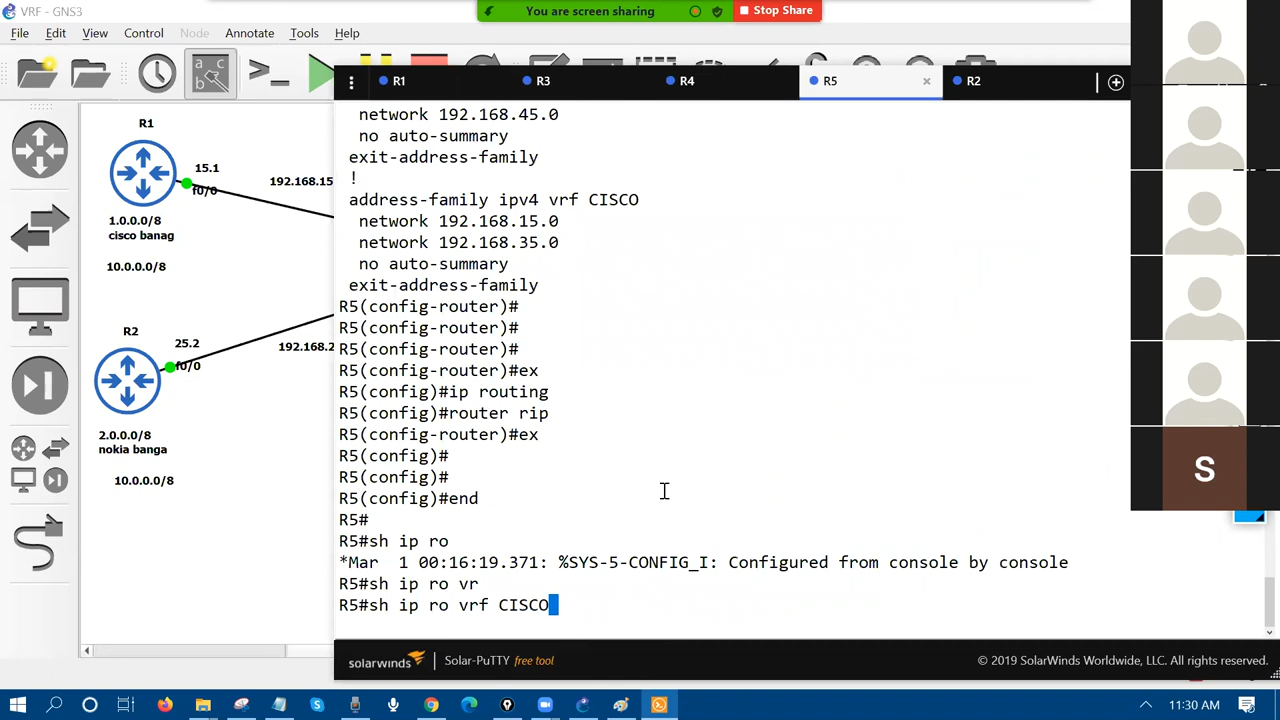 VRF - GNS3
You are screen sharing
Stop Share
File Edit View Control Node Annotate Tools Help
R1 R3 R4 R5 × R2
R1
15.1
f0/0
192.168.15
1.0.0.0/8
cisco banag
10.0.0.0/8
R2
25.2
f0/0
192.168.2
2.0.0.0/8
nokia banga
10.0.0.0/8
network 192.168.45.0
no auto-summary
exit-address-family
!
address-family ipv4 vrf CISCO
network 192.168.15.0
network 192.168.35.0
no auto-summary
exit-address-family
R5(config-router)#
R5(config-router)#
R5(config-router)#
R5(config-router)#ex
R5(config)#ip routing
R5(config)#router rip
R5(config-router)#ex
R5(config)#
R5(config)#
R5(config)#end
R5#
R5#sh ip ro
*Mar  1 00:16:19.371: %SYS-5-CONFIG_I: Configured from console by console
R5#sh ip ro vr
R5#sh ip ro vrf CISCO
S
solarwinds Solar-PuTTY free tool
© 2019 SolarWinds Worldwide, LLC. All rights reserved.
11:30 AM